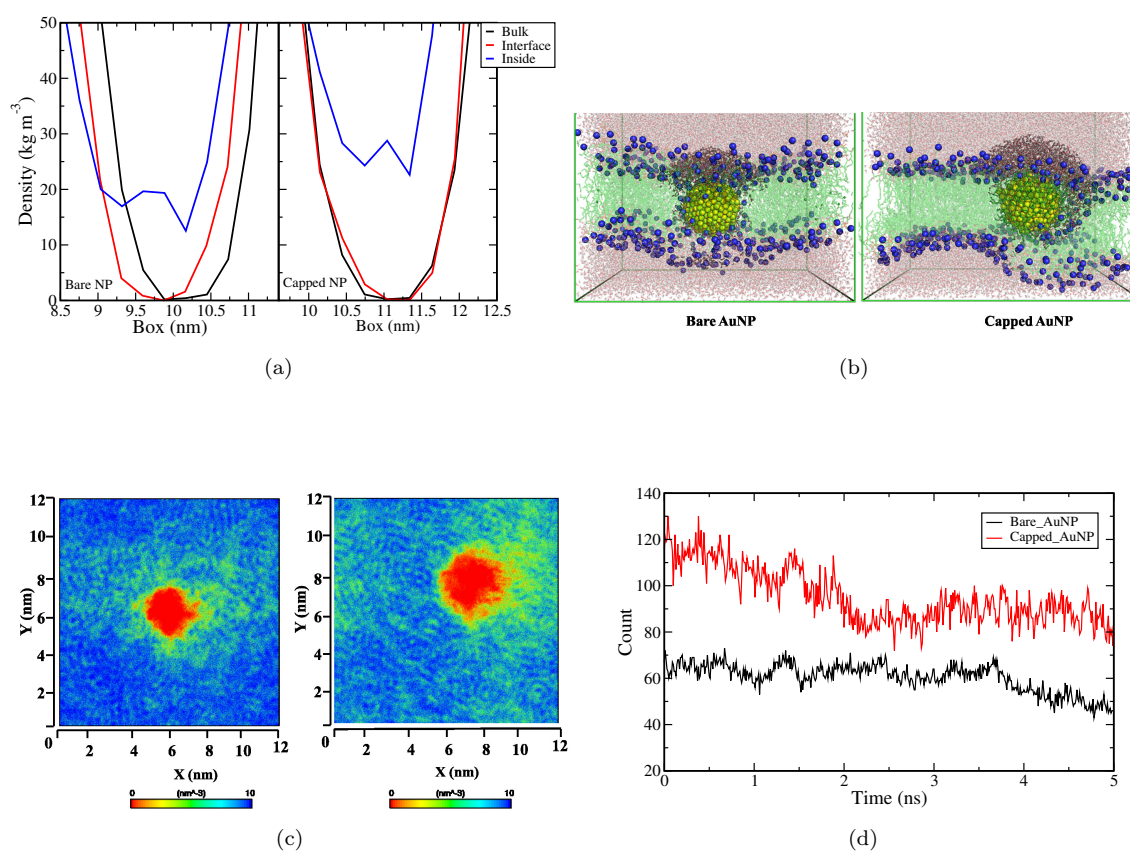 50
40
30
20
10
0
Density (kg m⁻³)
Bulk
Interface
Inside
Bare NP
Capped NP
8.5 9 9.5 10 10.5 11
10 10.5 11 11.5 12 12.5
Box (nm)
Box (nm)
(a)
Bare AuNP
Capped AuNP
(b)
12
10
8
6
4
2
0
Y (nm)
0 2 4 6 8 10 12
X (nm)
0 (nm^-3) 10
12
10
8
6
4
2
0
Y (nm)
0 2 4 6 8 10 12
X (nm)
0 (nm^-3) 10
(c)
140
120
100
80
60
40
20
Count
Bare_AuNP
Capped_AuNP
0 1 2 3 4 5
Time (ns)
(d)